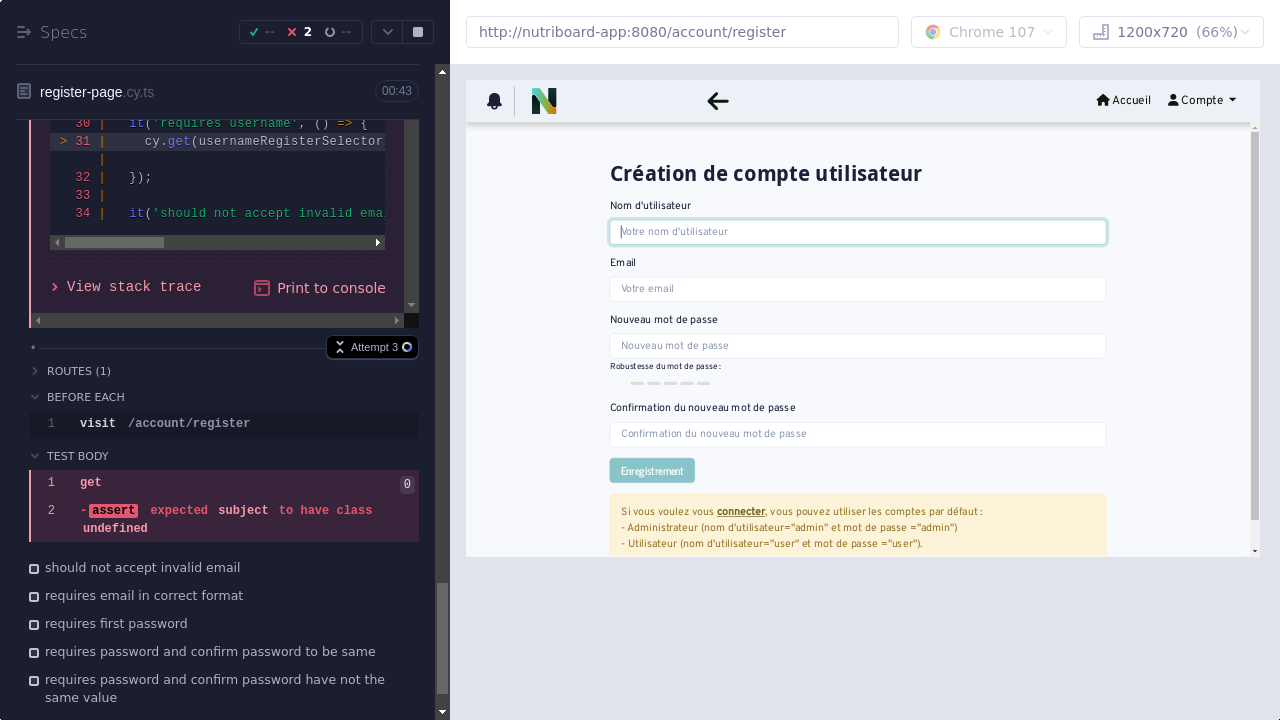 Specs
--
2
--
register-page.cy.ts
00:43
30 | it('requires username', () => {
> 31 | cy.get(usernameRegisterSelector
|
32 | });
33 |
34 | it('should not accept invalid ema
View stack trace
Print to console
Attempt 3
ROUTES (1)
BEFORE EACH
1 visit /account/register
TEST BODY
1 get 0
2 -assert expected subject to have class
undefined
should not accept invalid email
requires email in correct format
requires first password
requires password and confirm password to be same
requires password and confirm password have not the
same value
http://nutriboard-app:8080/account/register
Chrome 107
1200x720 (66%)
N
Accueil
Compte
Création de compte utilisateur
Nom d'utilisateur
Votre nom d'utilisateur
Email
Votre email
Nouveau mot de passe
Nouveau mot de passe
Robustesse du mot de passe :
Confirmation du nouveau mot de passe
Confirmation du nouveau mot de passe
Enregistrement
Si vous voulez vous connecter, vous pouvez utiliser les comptes par défaut :
- Administrateur (nom d'utilisateur="admin" et mot de passe ="admin")
- Utilisateur (nom d'utilisateur="user" et mot de passe ="user").